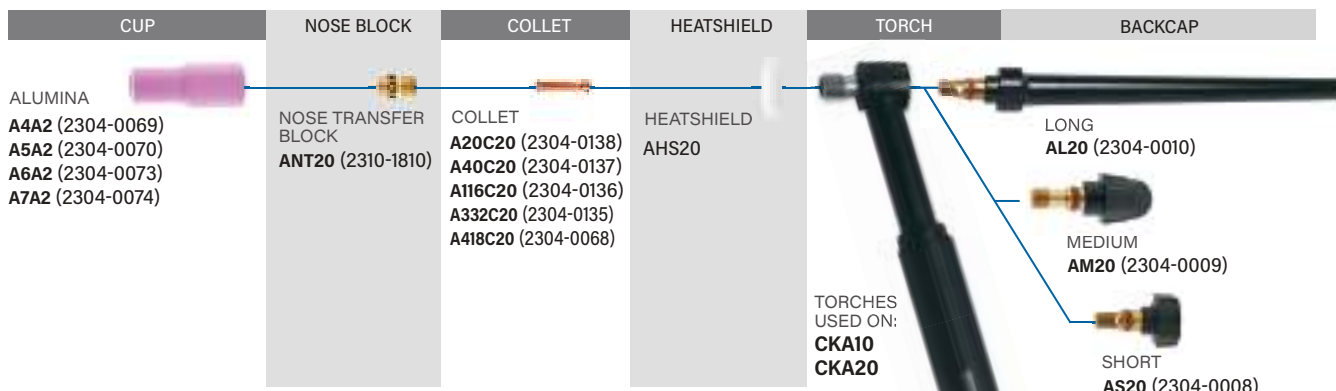 CUP
NOSE BLOCK
COLLET
HEATSHIELD
TORCH
BACKCAP
ALUMINA
A4A2 (2304-0069)
A5A2 (2304-0070)
A6A2 (2304-0073)
A7A2 (2304-0074)
NOSE TRANSFER
BLOCK
ANT20 (2310-1810)
COLLET
A20C20 (2304-0138)
A40C20 (2304-0137)
A116C20 (2304-0136)
A332C20 (2304-0135)
A418C20 (2304-0068)
HEATSHIELD
AHS20
TORCHES
USED ON:
CKA10
CKA20
LONG
AL20 (2304-0010)
MEDIUM
AM20 (2304-0009)
SHORT
AS20 (2304-0008)